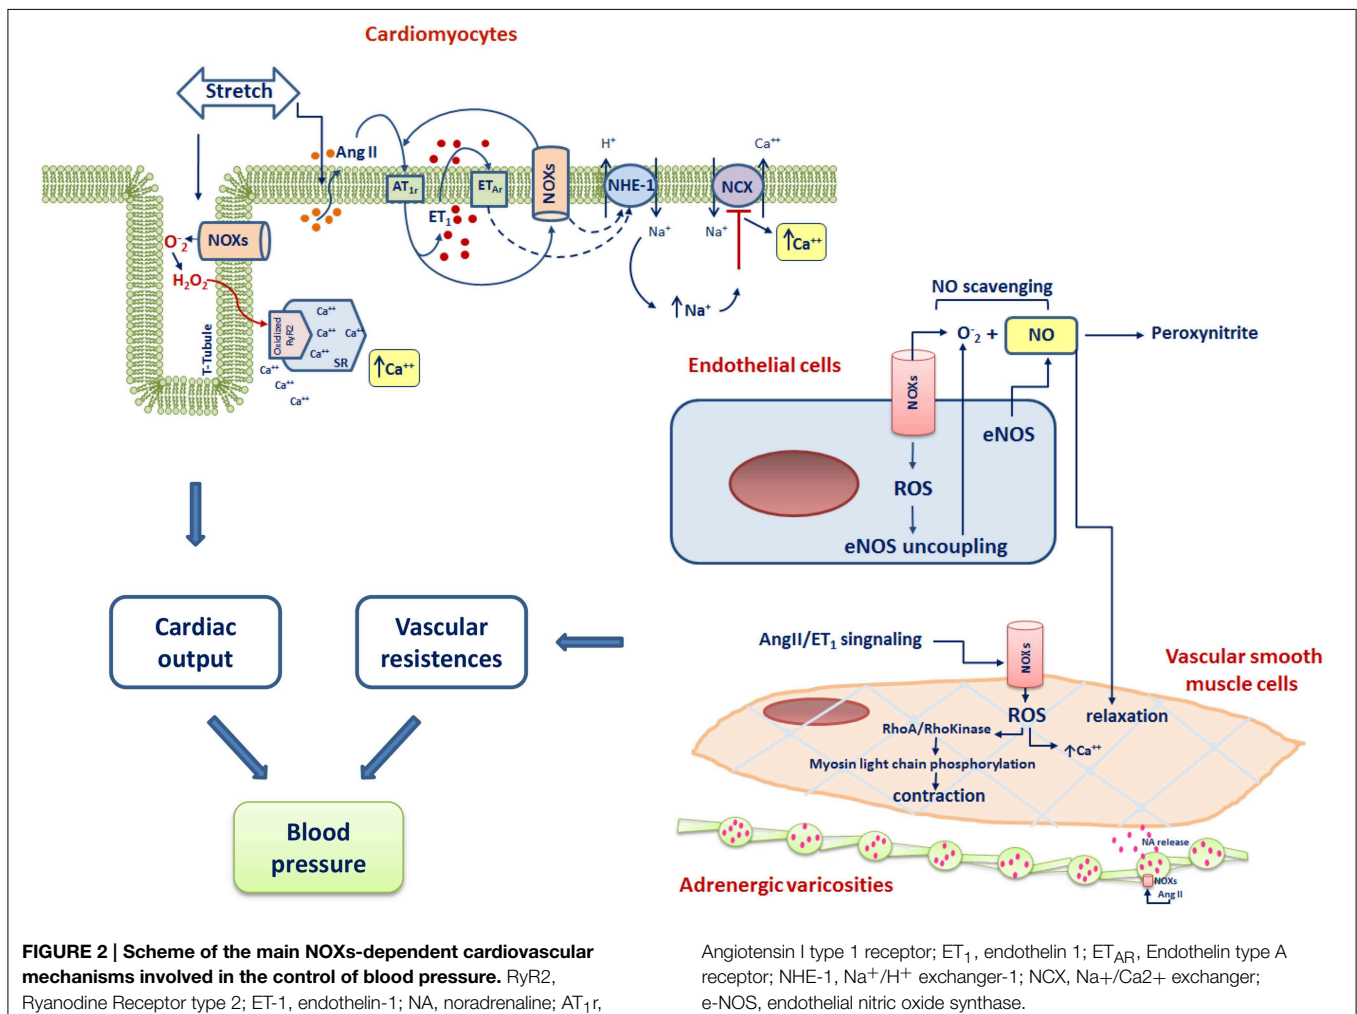 Cardiomyocytes
Stretch
Ang II
AT1r
ET1
ETAr
NOXs
H+
NHE-1
Na+
Ca++
NCX
Na+
↑Ca++
↑Na+
O-2
NOXs
H2O2
T-Tubule
Oxidized
RyR2
Ca++
Ca++
Ca++
Ca++
SR
Ca++
Ca++
Ca++
↑Ca++
NO scavenging
O-2 + NO
Peroxynitrite
Endothelial cells
NOXs
eNOS
ROS
eNOS uncoupling
Cardiac
output
Vascular
resistences
Blood
pressure
AngII/ET1 singnaling
NOXs
Vascular smooth
muscle cells
ROS
relaxation
RhoA/RhoKinase
↑Ca++
Myosin light chain phosphorylation
contraction
NA release
NOXs
Ang II
Adrenergic varicosities
FIGURE 2 | Scheme of the main NOXs-dependent cardiovascular
mechanisms involved in the control of blood pressure. RyR2,
Ryanodine Receptor type 2; ET-1, endothelin-1; NA, noradrenaline; AT1r,
Angiotensin I type 1 receptor; ET1, endothelin 1; ETAR, Endothelin type A
receptor; NHE-1, Na+/H+ exchanger-1; NCX, Na+/Ca2+ exchanger;
e-NOS, endothelial nitric oxide synthase.